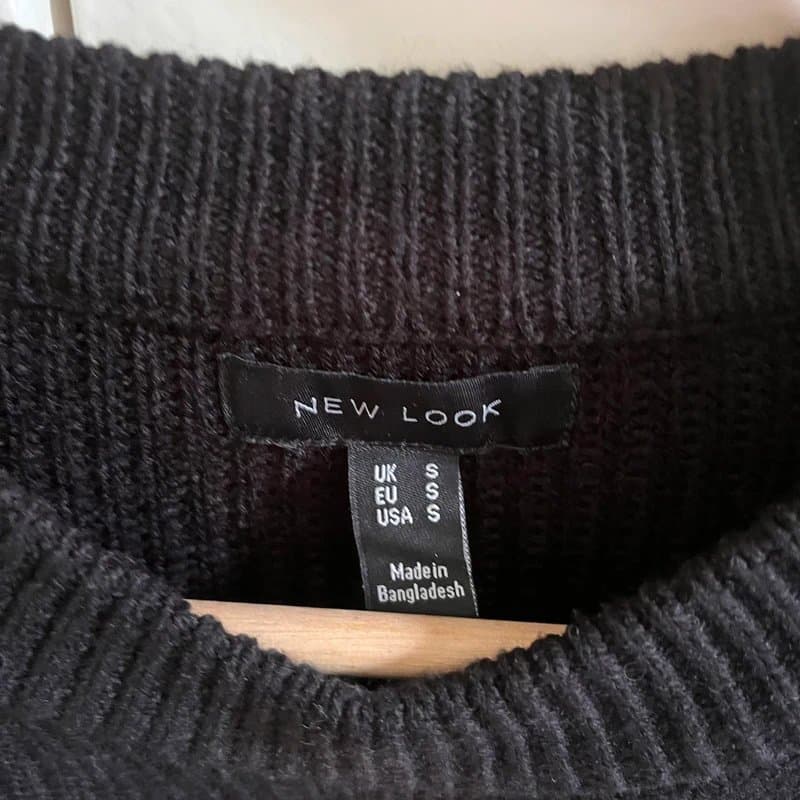 NEW LOOK
UK S
EU S
USA S
Made in
Bangladesh